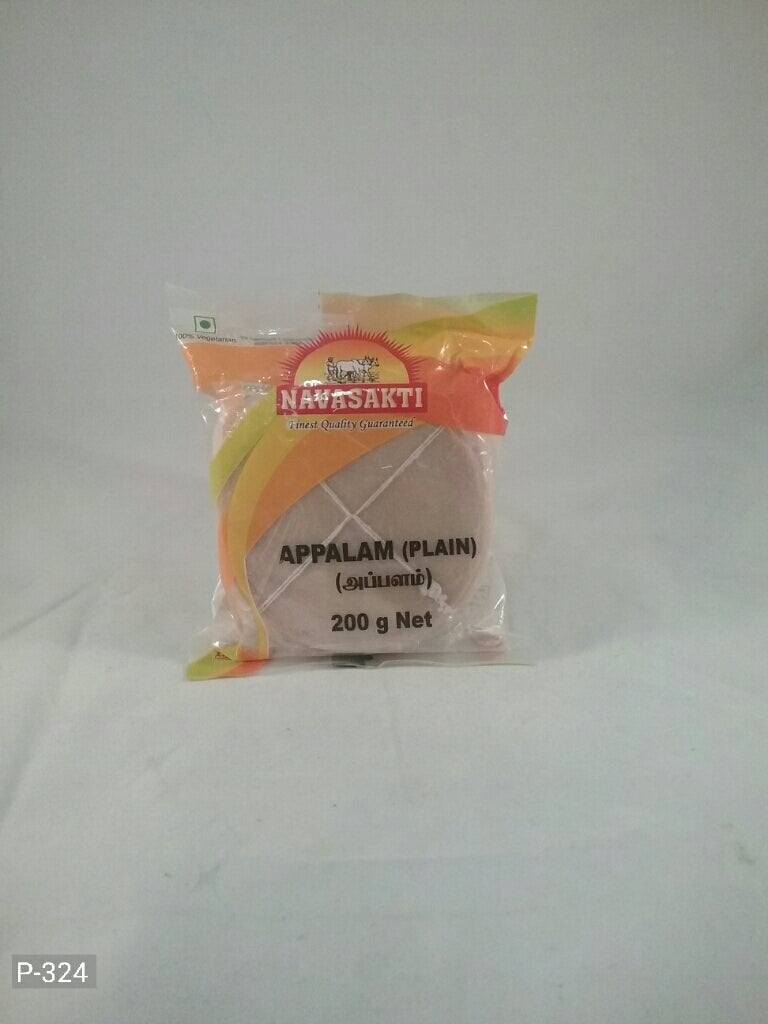 100% Vegetarian
NAVASAKTI
Finest Quality Guaranteed
APPALAM (PLAIN)
(அப்பளம்)
200 g Net
P-324